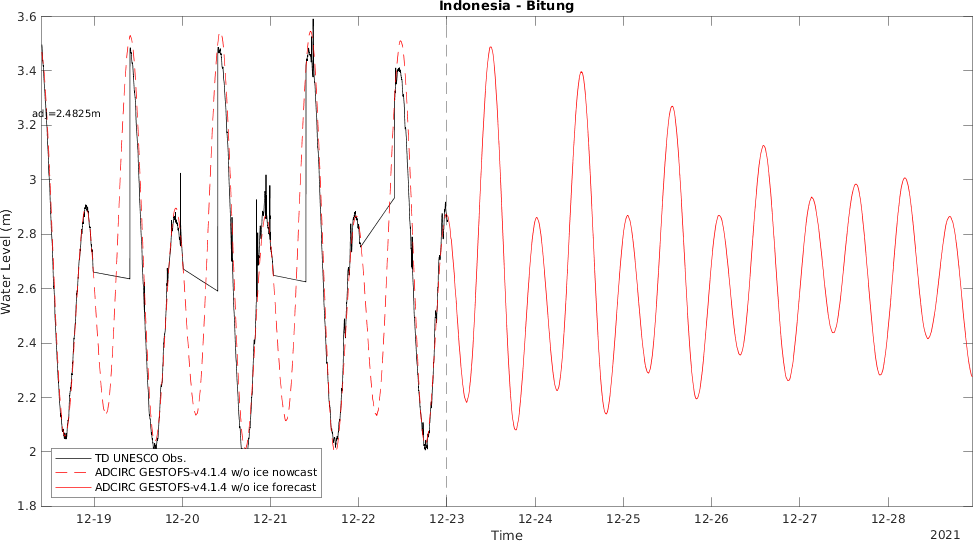 Indonesia - Bitung
3.6
3.4
adj=2.4825m
3.2
3
2.8
2.6
2.4
2.2
2
1.8
Water Level (m)
TD UNESCO Obs.
ADCIRC GESTOFS-v4.1.4 w/o ice nowcast
ADCIRC GESTOFS-v4.1.4 w/o ice forecast
12-19 12-20 12-21 12-22 12-23 12-24 12-25 12-26 12-27 12-28
Time
2021